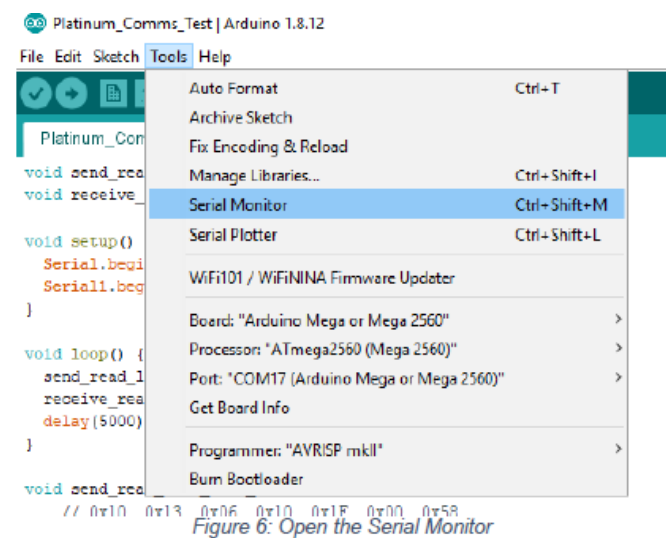 Platinum_Comms_Test | Arduino 1.8.12
File Edit Sketch Tools Help
Auto Format Ctrl+T
Archive Sketch
Platinum_Com
Fix Encoding & Reload
void send_rea
Manage Libraries... Ctrl+Shift+I
void receive_
Serial Monitor Ctrl+Shift+M
void setup()
Serial Plotter Ctrl+Shift+L
Serial.begi
WiFi101 / WiFiNINA Firmware Updater
Serial1.beg
}
Board: "Arduino Mega or Mega 2560"
void loop() {
Processor: "ATmega2560 (Mega 2560)"
send_read_l
Port: "COM17 (Arduino Mega or Mega 2560)"
receive_rea
Get Board Info
delay(5000)
}
Programmer: "AVRISP mkII"
Burn Bootloader
void send_rea
// 0x10 0x13 0x06 0x10 0x1F 0x00 0x58
Figure 6: Open the Serial Monitor